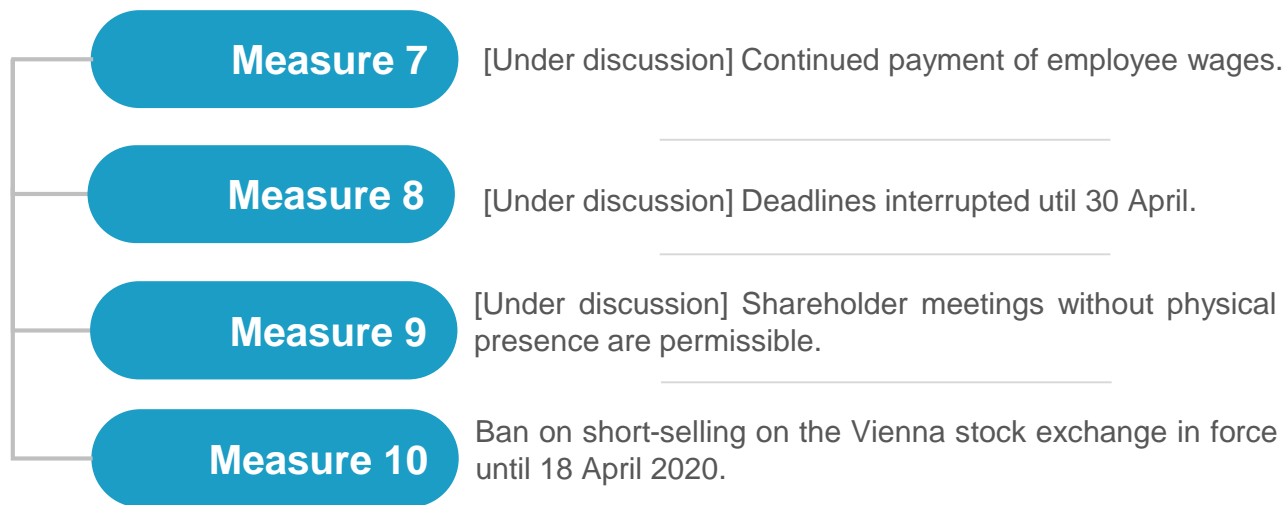 Measure 7
[Under discussion] Continued payment of employee wages.
Measure 8
[Under discussion] Deadlines interrupted util 30 April.
Measure 9
[Under discussion] Shareholder meetings without physical
presence are permissible.
Measure 10
Ban on short-selling on the Vienna stock exchange in force
until 18 April 2020.